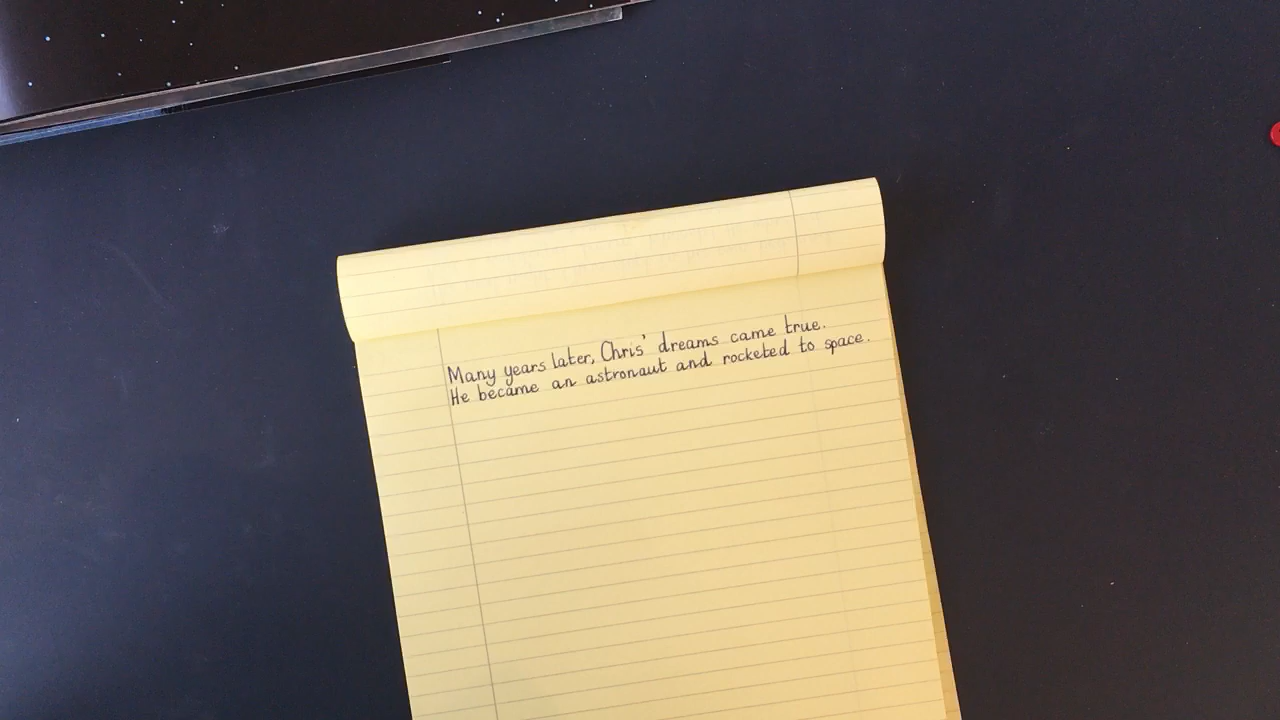 Many years later, Chris' dreams came true.
He became an astronaut and rocketed to space.